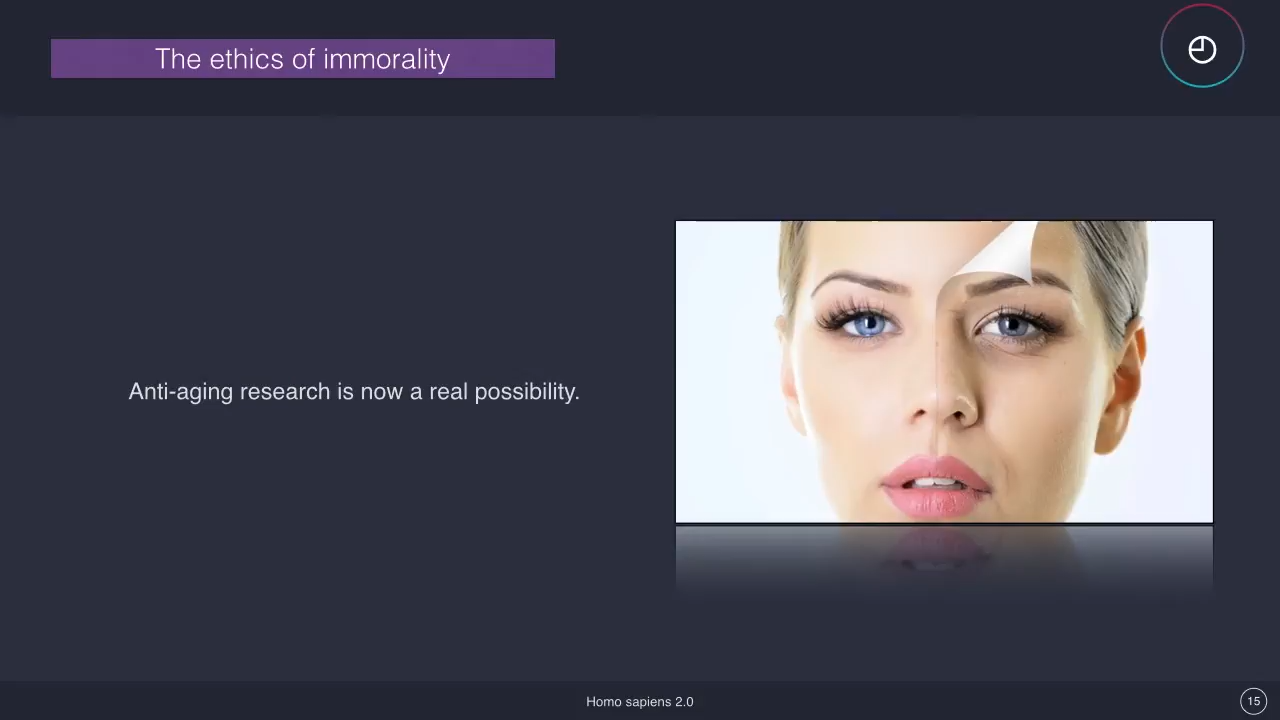 The ethics of immorality
Anti-aging research is now a real possibility.
Homo sapiens 2.0
15